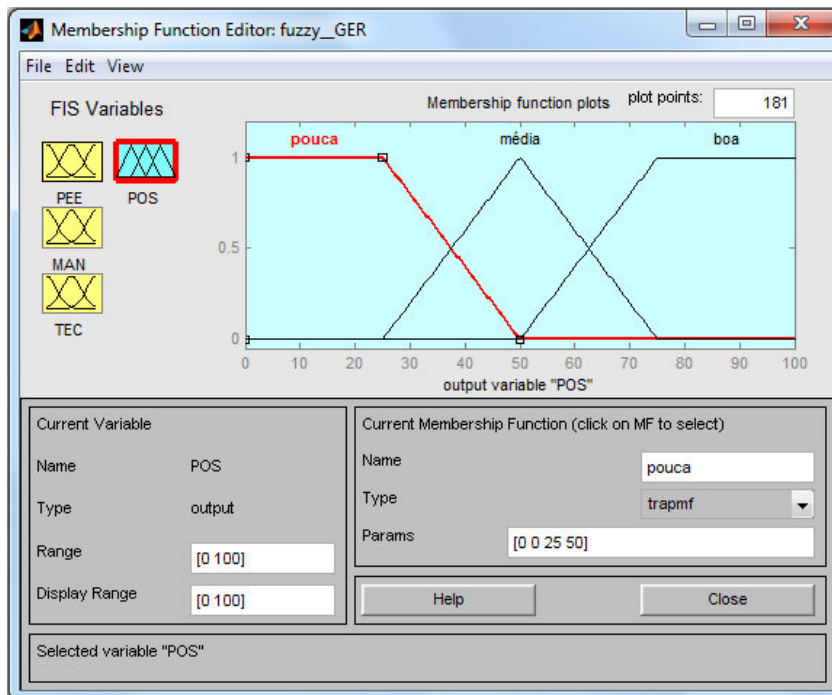 Membership Function Editor: fuzzy__GER
File Edit View
FIS Variables
PEE
POS
MAN
TEC
Membership function plots
plot points:
181
pouca
média
boa
1
0.5
0
0 10 20 30 40 50 60 70 80 90 100
output variable "POS"
Current Variable
Name POS
Type output
Range [0 100]
Display Range [0 100]
Current Membership Function (click on MF to select)
Name pouca
Type trapmf
Params [0 0 25 50]
Help Close
Selected variable "POS"